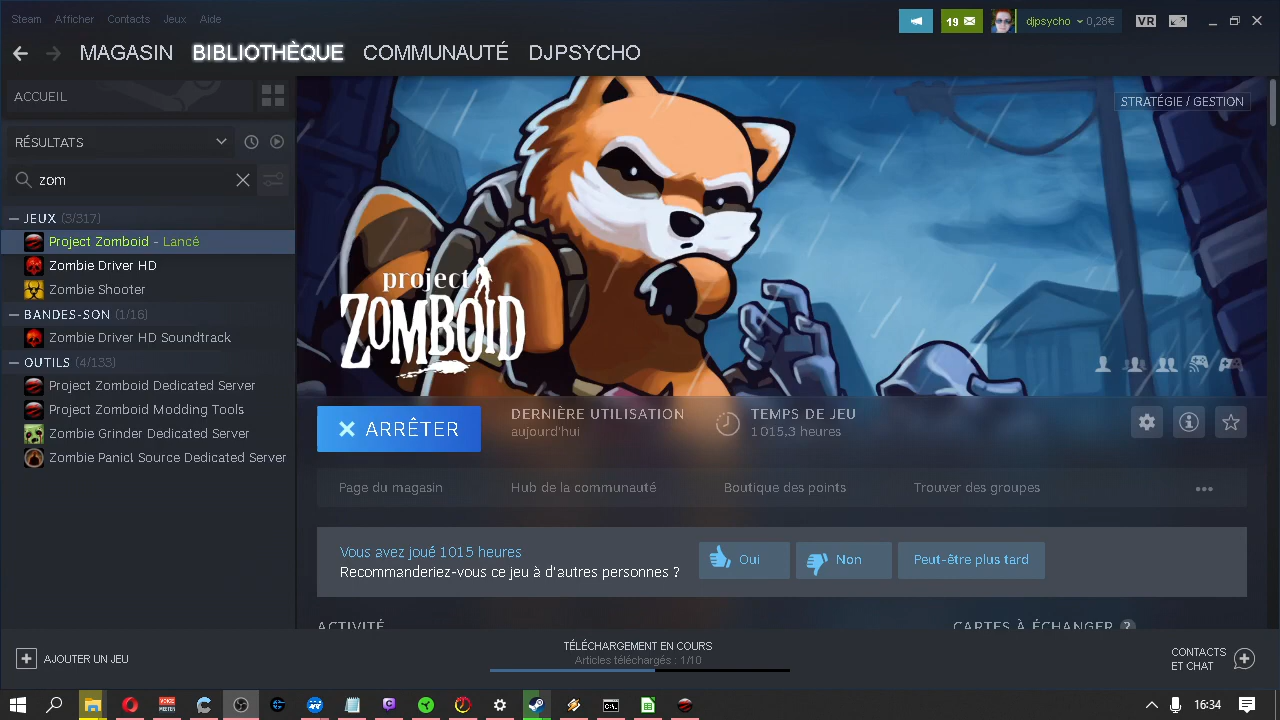 Steam Afficher Contacts Jeux Aide
19 djpsycho 0,28€ VR
MAGASIN BIBLIOTHÈQUE COMMUNAUTÉ DJPSYCHO
ACCUEIL
STRATÉGIE / GESTION
RÉSULTATS
zom
JEUX (3/317)
Project Zomboid - Lancé
Zombie Driver HD
Zombie Shooter
BANDES-SON (1/16)
Zombie Driver HD Soundtrack
OUTILS (4/133)
Project Zomboid Dedicated Server
Project Zomboid Modding Tools
Zombie Grinder Dedicated Server
Zombie Panic! Source Dedicated Server
project
ZOMBOID
ARRÊTER
DERNIÈRE UTILISATION
aujourd'hui
TEMPS DE JEU
1 015,3 heures
Page du magasin Hub de la communauté Boutique des points Trouver des groupes
Vous avez joué 1 015 heures
Recommanderiez-vous ce jeu à d'autres personnes ?
Oui Non Peut-être plus tard
ACTIVITÉ
CARTES À ÉCHANGER ?
AJOUTER UN JEU
TÉLÉCHARGEMENT EN COURS
Articles téléchargés : 1/10
CONTACTS
ET CHAT
VOICE
MEETER
16:34